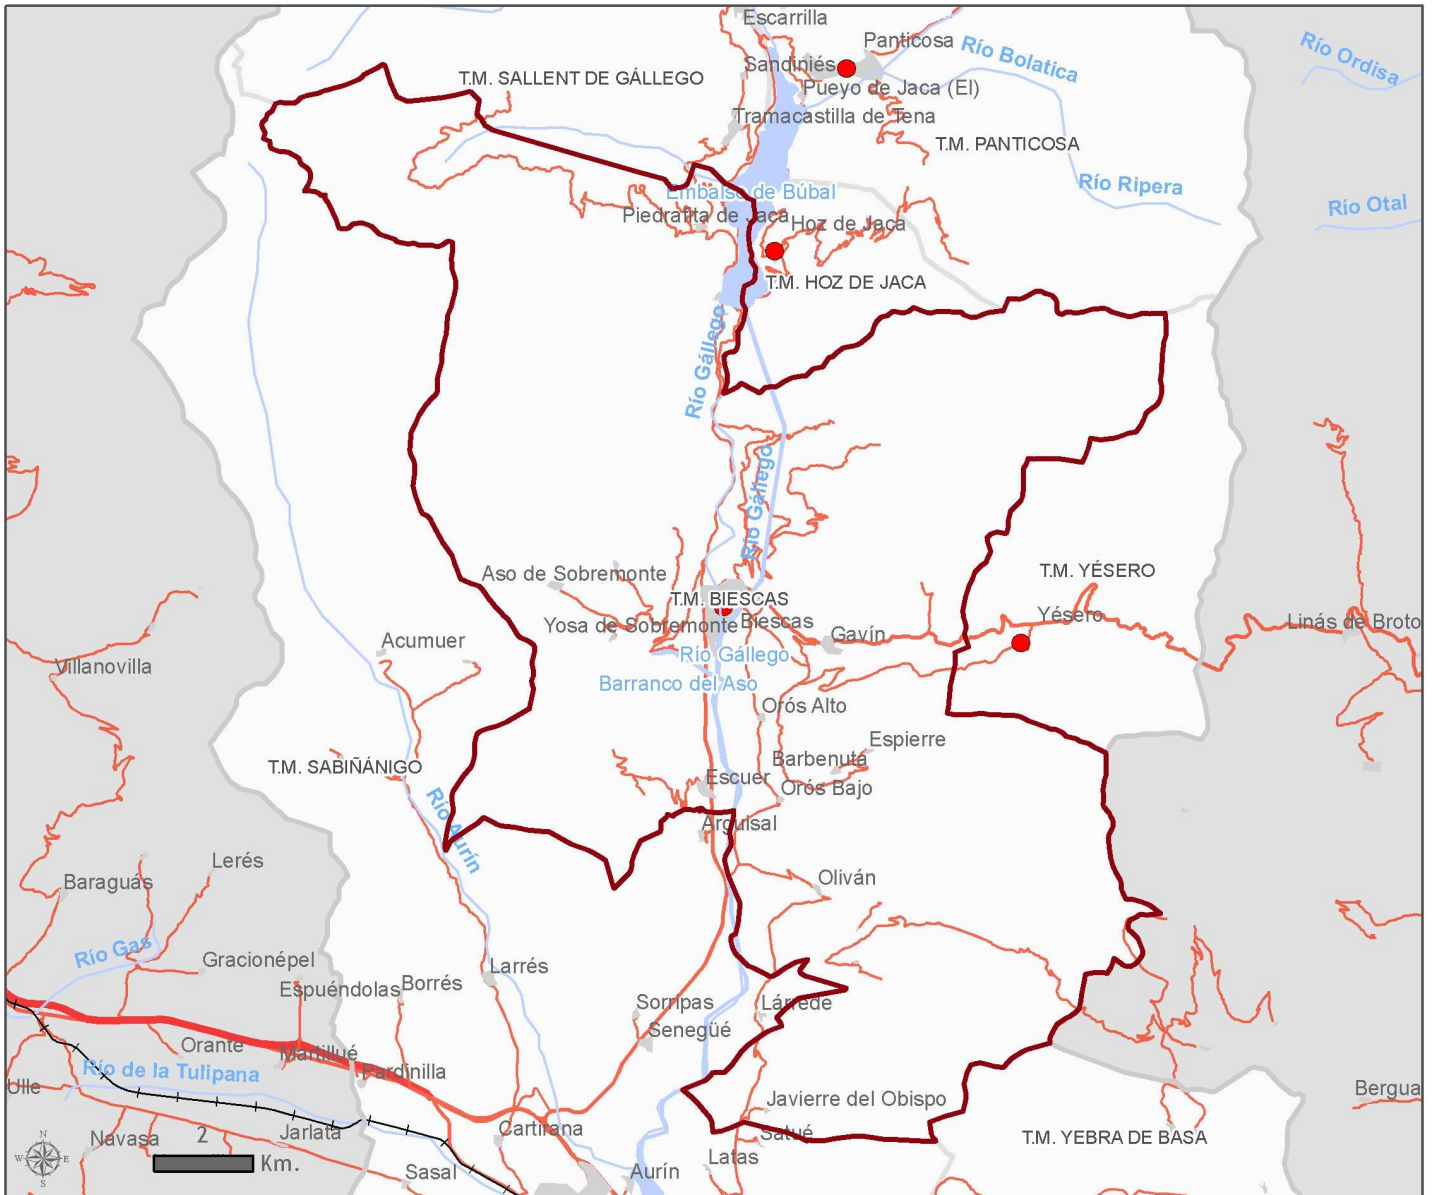 Escarrilla
Panticosa
Río Bolatica
Río Ordisa
Sandiniés
T.M. SALLENT DE GÁLLEGO
Pueyo de Jaca (El)
Tramacastilla de Tena
T.M. PANTICOSA
Río Ripera
Embalse de Búbal
Río Otal
Piedrafita de Jaca
Hoz de Jaca
T.M. HOZ DE JACA
Río Gállego
Río Gállego
Aso de Sobremonte
T.M. YÉSERO
T.M. BIESCAS
Yésero
Biescas
Yosa de Sobremonte
Linás de Broto
Gavín
Acumuer
Río Gállego
Villanovilla
Barranco del Aso
Orós Alto
Espierre
Barbenuta
T.M. SABIÑÁNIGO
Escuer
Orós Bajo
Río Aurín
Arguisal
Lerés
Baraguás
Oliván
Río Gas
Gracionépel
Larrés
Borrés
Espuéndolas
Sorripas
Lárrede
Senegüé
Orante
Martillué
Río de la Tulipana
Pardinilla
Ulle
Bergua
Javierre del Obispo
Cartirana
Jarlata
Satué
T.M. YEBRA DE BASA
Navasa
2
Km.
Latas
Sasal
Aurín
N
W
E
S